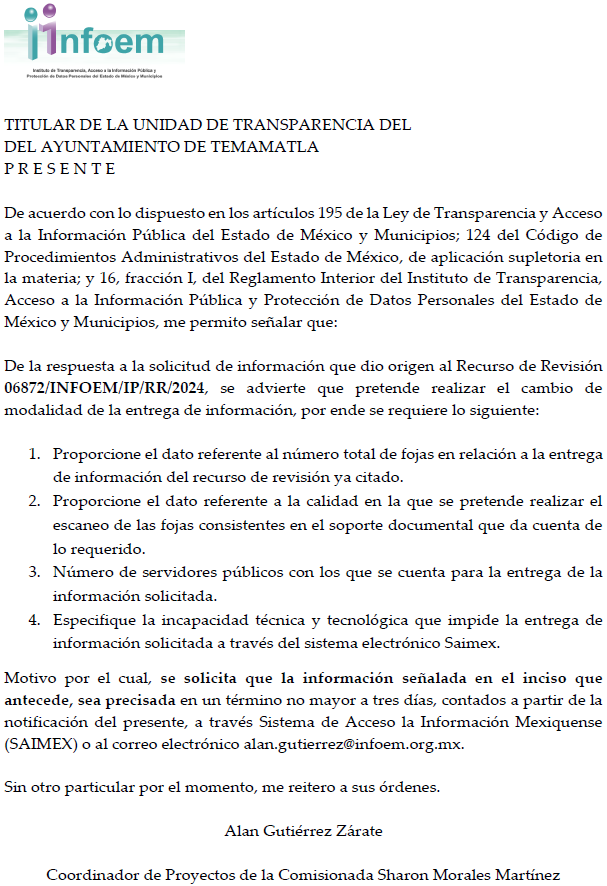 infoem
Instituto de Transparencia, Acceso a la Información Pública y
Protección de Datos Personales del Estado de México y Municipios
TITULAR DE LA UNIDAD DE TRANSPARENCIA DEL
DEL AYUNTAMIENTO DE TEMAMATLA
P R E S E N T E
De acuerdo con lo dispuesto en los artículos 195 de la Ley de Transparencia y Acceso
a la Información Pública del Estado de México y Municipios; 124 del Código de
Procedimientos Administrativos del Estado de México, de aplicación supletoria en
la materia; y 16, fracción I, del Reglamento Interior del Instituto de Transparencia,
Acceso a la Información Pública y Protección de Datos Personales del Estado de
México y Municipios, me permito señalar que:
De la respuesta a la solicitud de información que dio origen al Recurso de Revisión
06872/INFOEM/IP/RR/2024, se advierte que pretende realizar el cambio de
modalidad de la entrega de información, por ende se requiere lo siguiente:
1. Proporcione el dato referente al número total de fojas en relación a la entrega
de información del recurso de revisión ya citado.
2. Proporcione el dato referente a la calidad en la que se pretende realizar el
escaneo de las fojas consistentes en el soporte documental que da cuenta de
lo requerido.
3. Número de servidores públicos con los que se cuenta para la entrega de la
información solicitada.
4. Especifique la incapacidad técnica y tecnológica que impide la entrega de
información solicitada a través del sistema electrónico Saimex.
Motivo por el cual, se solicita que la información señalada en el inciso que
antecede, sea precisada en un término no mayor a tres días, contados a partir de la
notificación del presente, a través Sistema de Acceso la Información Mexiquense
(SAIMEX) o al correo electrónico alan.gutierrez@infoem.org.mx.
Sin otro particular por el momento, me reitero a sus órdenes.
Alan Gutiérrez Zárate
Coordinador de Proyectos de la Comisionada Sharon Morales Martínez